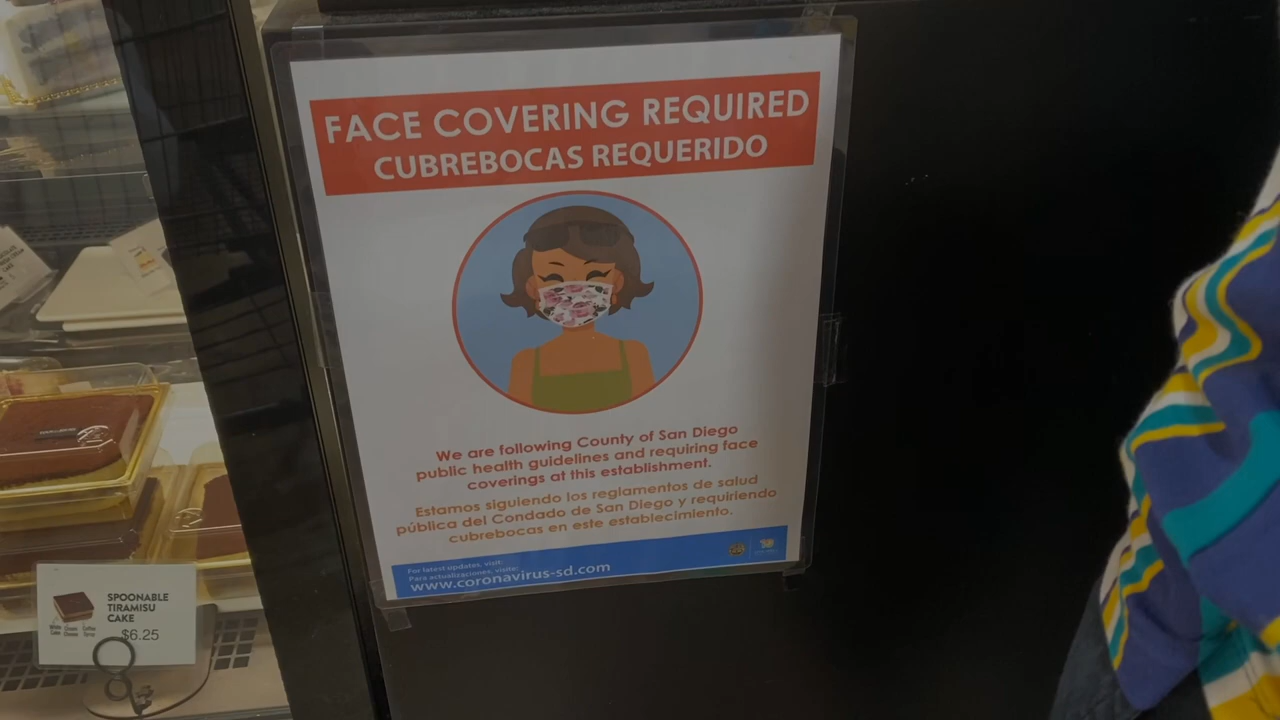 FACE COVERING REQUIRED
CUBREBOCAS REQUERIDO
We are following County of San Diego
public health guidelines and requiring face
coverings at this establishment.
Estamos siguiendo los reglamentos de salud
pública del Condado de San Diego y requiriendo
cubrebocas en este establecimiento.
For latest updates, visit:
Para actualizaciones, visite:
www.coronavirus-sd.com
SPOONABLE
TIRAMISU
CAKE
$6.25
CAKE